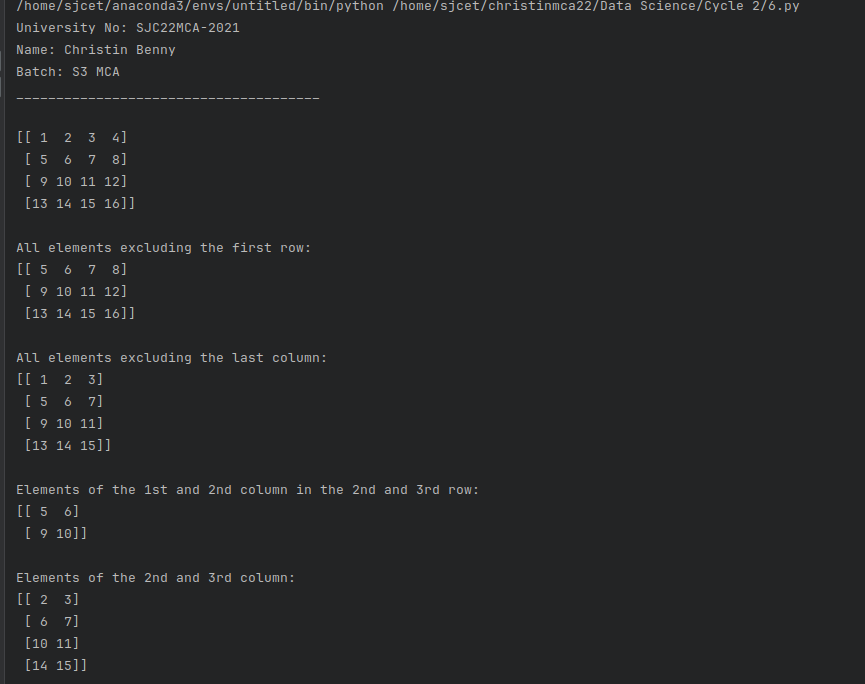 /home/sjcet/anaconda3/envs/untitled/bin/python /home/sjcet/christinmca22/Data Science/Cycle 2/6.py
University No: SJC22MCA-2021
Name: Christin Benny
Batch: S3 MCA
______________________________________
[[ 1  2  3  4]
 [ 5  6  7  8]
 [ 9 10 11 12]
 [13 14 15 16]]
All elements excluding the first row:
[[ 5  6  7  8]
 [ 9 10 11 12]
 [13 14 15 16]]
All elements excluding the last column:
[[ 1  2  3]
 [ 5  6  7]
 [ 9 10 11]
 [13 14 15]]
Elements of the 1st and 2nd column in the 2nd and 3rd row:
[[ 5  6]
 [ 9 10]]
Elements of the 2nd and 3rd column:
[[ 2  3]
 [ 6  7]
 [10 11]
 [14 15]]